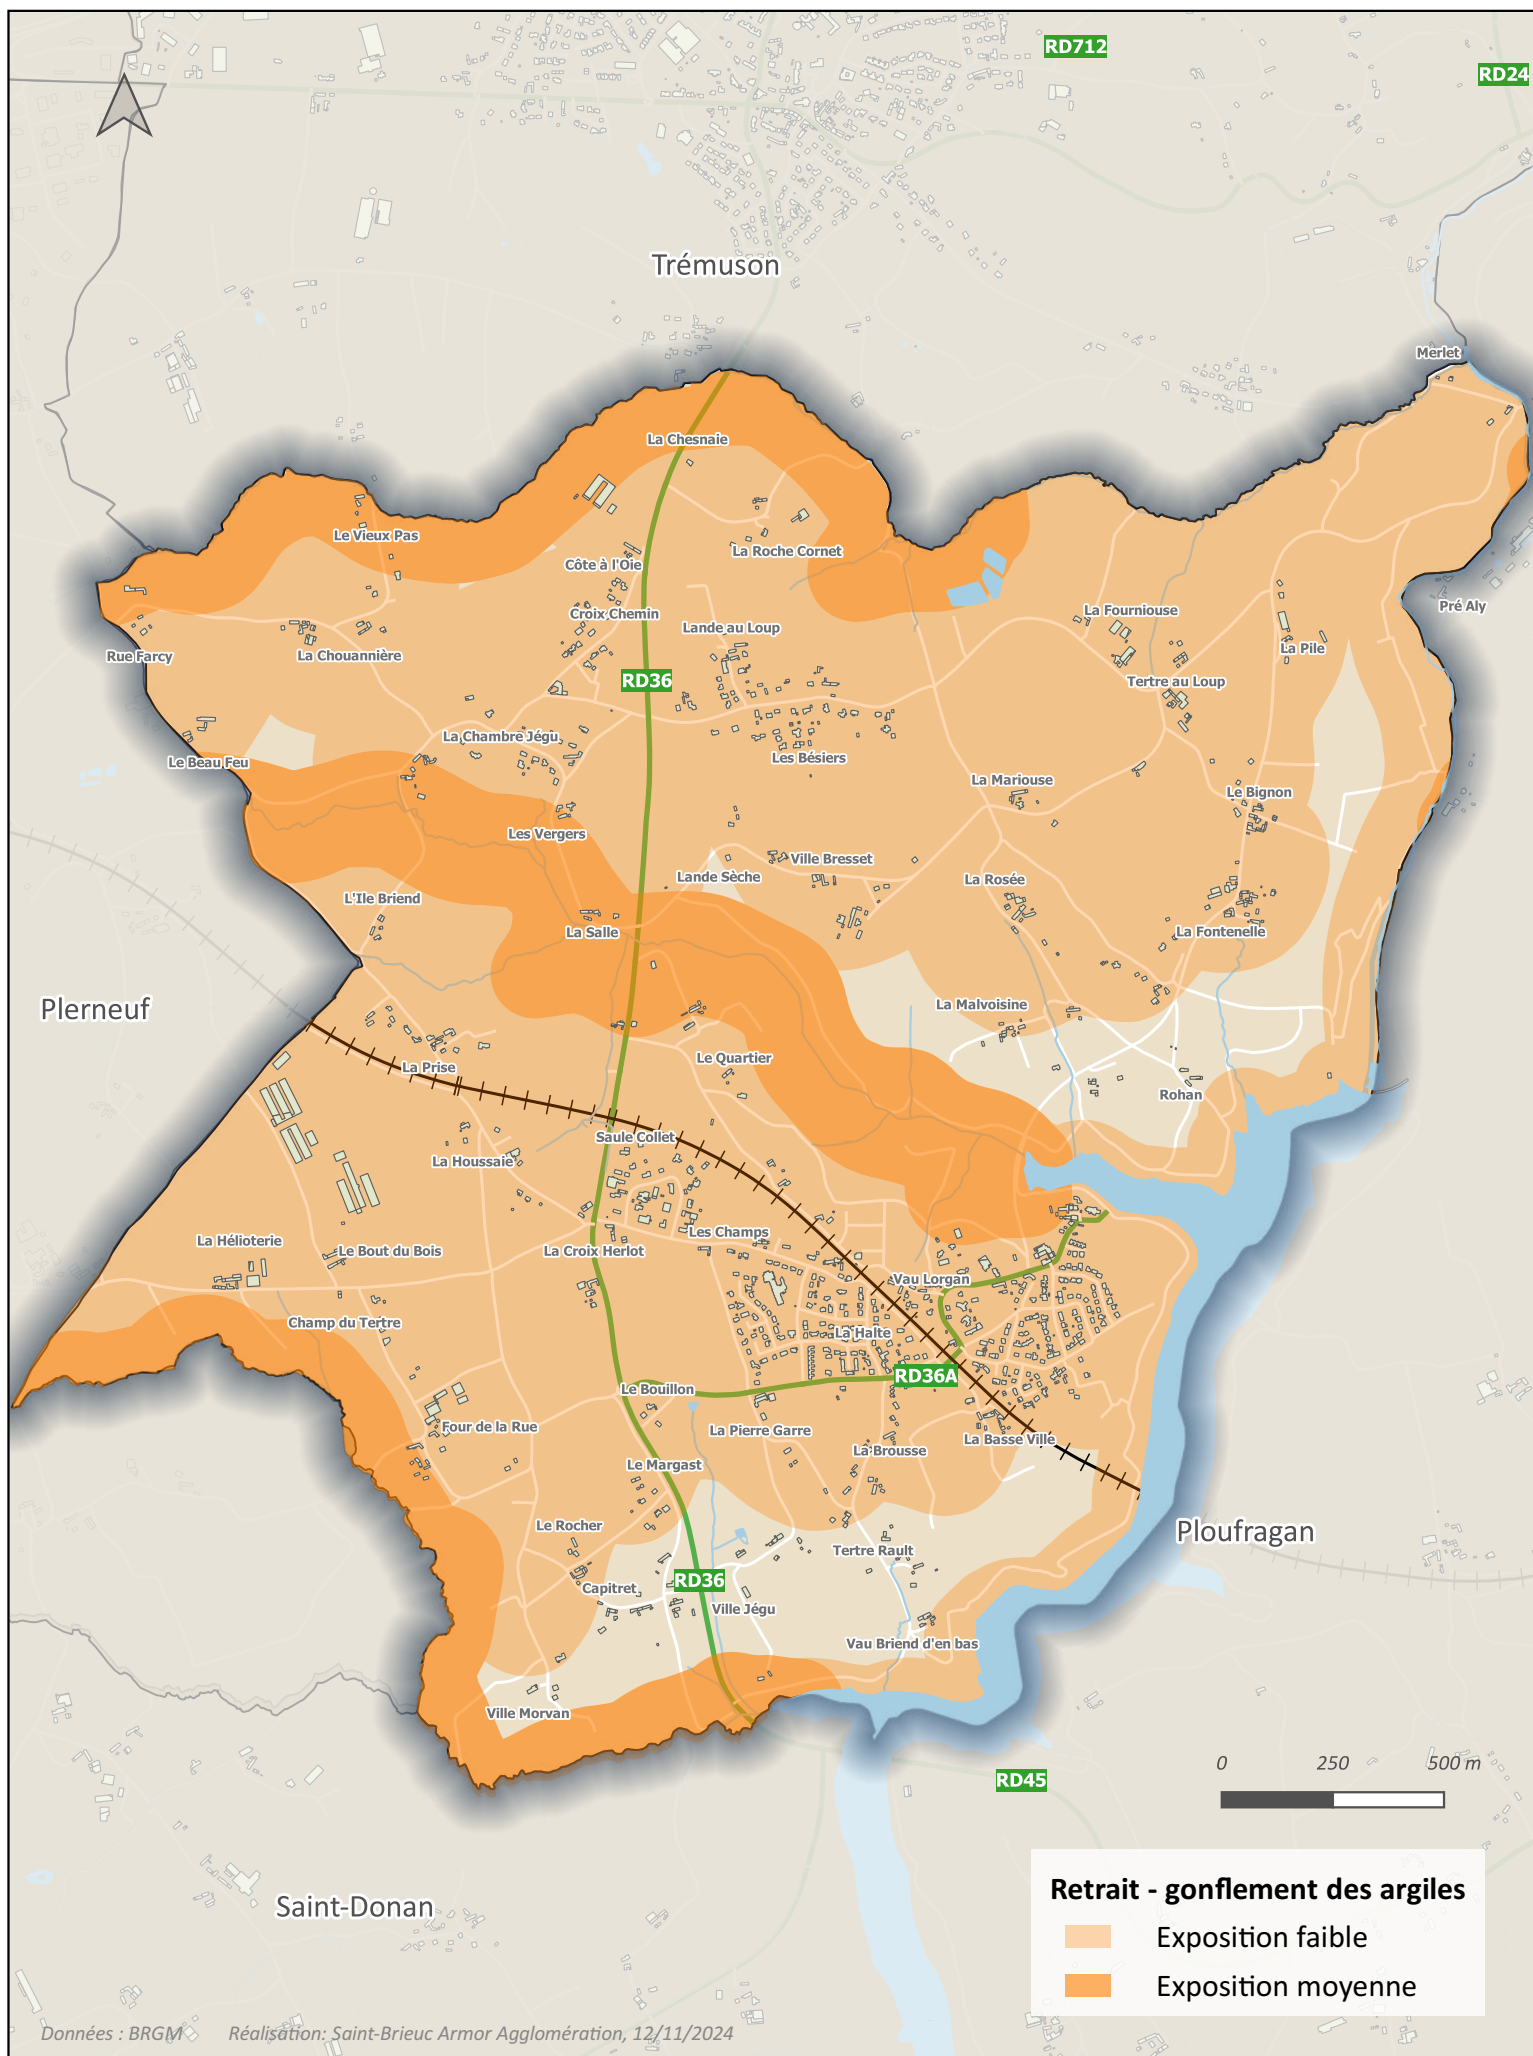 RD712
RD24
Trémuson
Merlet
La Chesnaie
Le Vieux Pas
La Roche Cornet
Côte à l'Oie
Pré Aly
La Fourniouse
Croix Chemin
Lande au Loup
La Pile
Rue Farcy
La Chouannière
RD36
Tertre au Loup
La Chambre Jégu
Les Bésiers
Le Beau Feu
La Mariouse
Le Bignon
Les Vergers
Ville Bresset
Lande Sèche
La Rosée
L'Ile Briend
La Salle
La Fontenelle
Plerneuf
La Malvoisine
Le Quartier
La Prise
Rohan
Saule Collet
La Houssaie
Les Champs
La Hélioterie
Le Bout du Bois
La Croix Herlot
Vau Lorgan
Champ du Tertre
La Halte
RD36A
Le Bouillon
Four de la Rue
La Pierre Garre
La Basse Ville
La Brousse
Le Margast
Le Rocher
Ploufragan
Tertre Rault
RD36
Capitret
Ville Jégu
Vau Briend d'en bas
Ville Morvan
0 250 500 m
RD45
Retrait - gonflement des argiles
Saint-Donan
Exposition faible
Exposition moyenne
Données : BRGM Réalisation: Saint-Brieuc Armor Agglomération, 12/11/2024